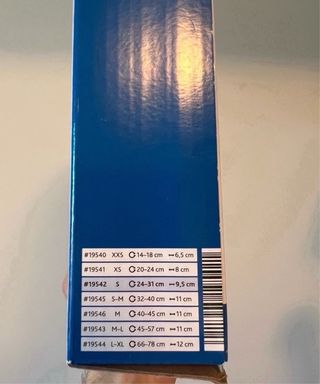 #19540 XXS 14–18 cm ↔ 6,5 cm
#19541 XS 20–24 cm ↔ 8 cm
#19542 S 24–31 cm ↔ 9,5 cm
#19545 S–M 32–40 cm ↔ 11 cm
#19546 M 40–45 cm ↔ 11 cm
#19543 M–L 45–57 cm ↔ 11 cm
#19544 L–XL 66–78 cm ↔ 12 cm